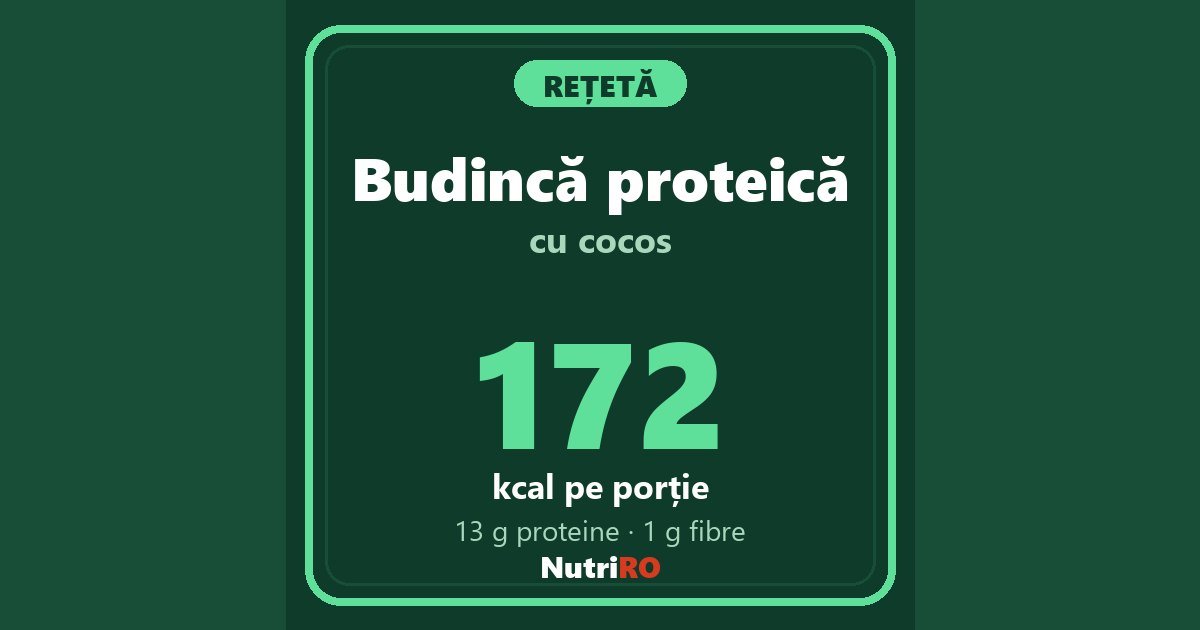 REȚETĂ
Budincă proteică
cu cocos
172
kcal pe porție
13 g proteine · 1 g fibre
NutriRO